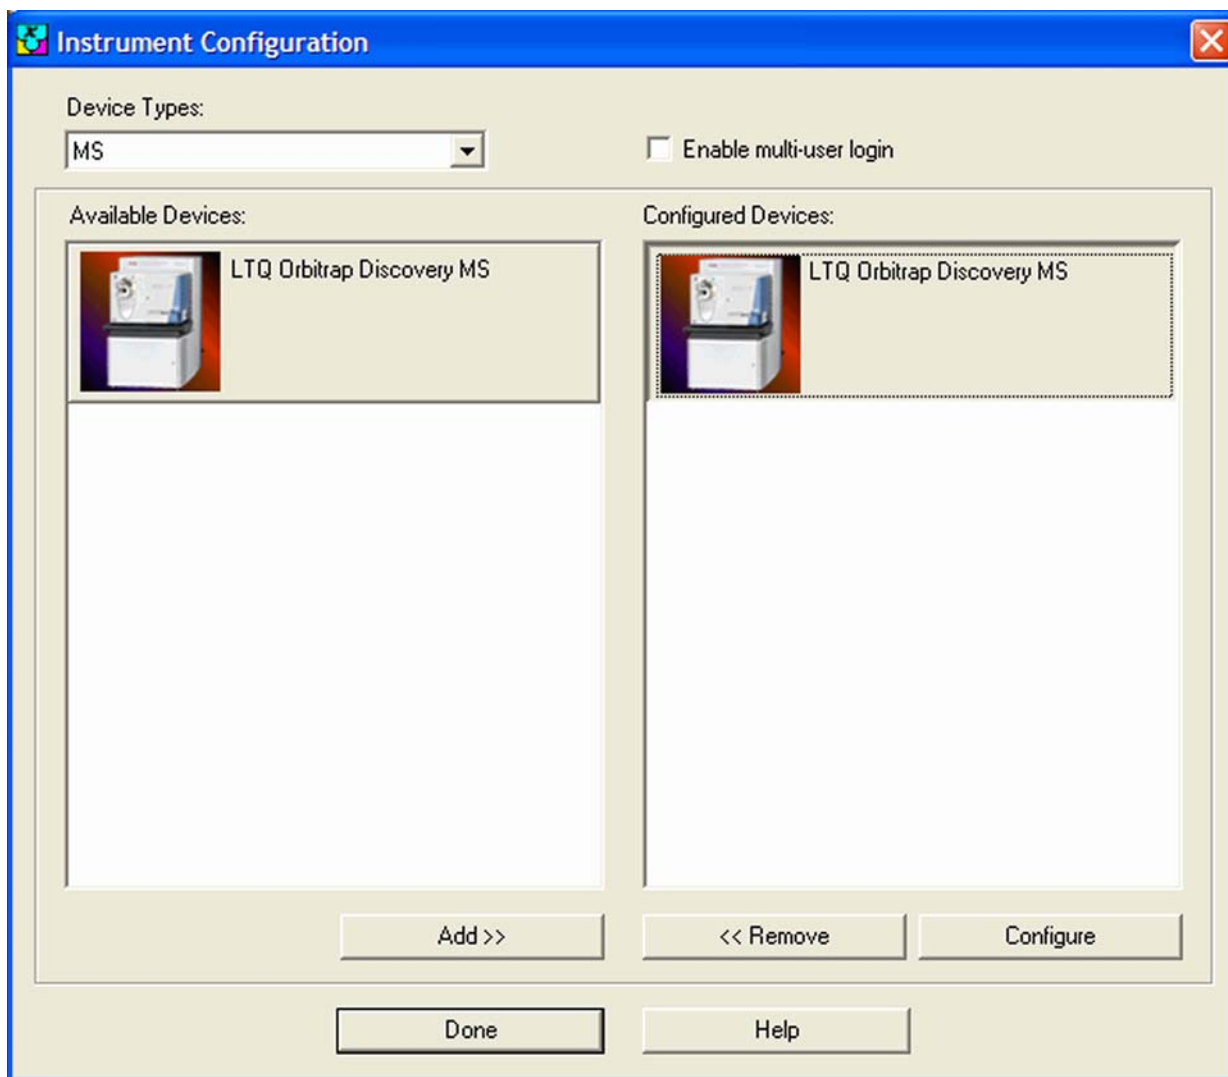 Instrument Configuration
Device Types:
MS
Enable multi-user login
Available Devices:
Configured Devices:
LTQ Orbitrap Discovery MS
LTQ Orbitrap Discovery MS
Add >>
<< Remove
Configure
Done
Help